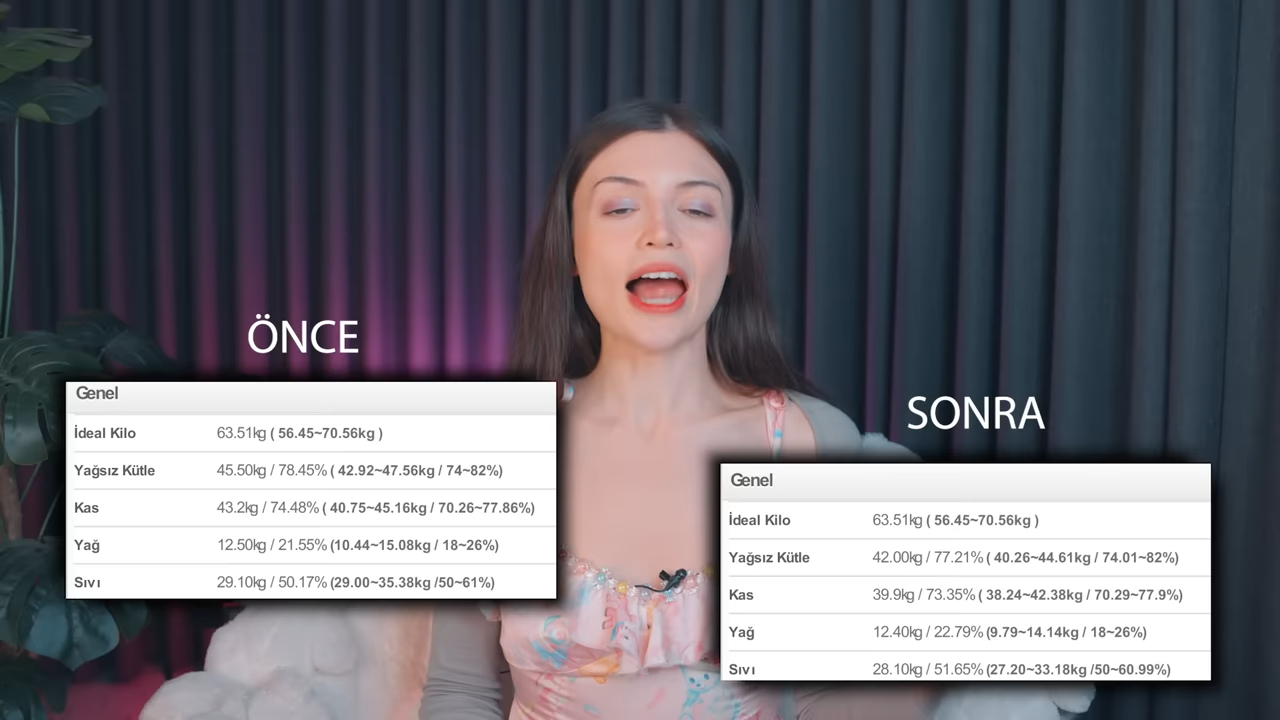 ÖNCE
Genel
İdeal Kilo 63.51kg ( 56.45~70.56kg )
Yağsız Kütle 45.50kg / 78.45% ( 42.92~47.56kg / 74~82%)
Kas 43.2kg / 74.48% ( 40.75~45.16kg / 70.26~77.86%)
Yağ 12.50kg / 21.55% (10.44~15.08kg / 18~26%)
Sıvı 29.10kg / 50.17% (29.00~35.38kg /50~61%)
SONRA
Genel
İdeal Kilo 63.51kg ( 56.45~70.56kg )
Yağsız Kütle 42.00kg / 77.21% ( 40.26~44.61kg / 74.01~82%)
Kas 39.9kg / 73.35% ( 38.24~42.38kg / 70.29~77.9%)
Yağ 12.40kg / 22.79% (9.79~14.14kg / 18~26%)
Sıvı 28.10kg / 51.65% (27.20~33.18kg /50~60.99%)